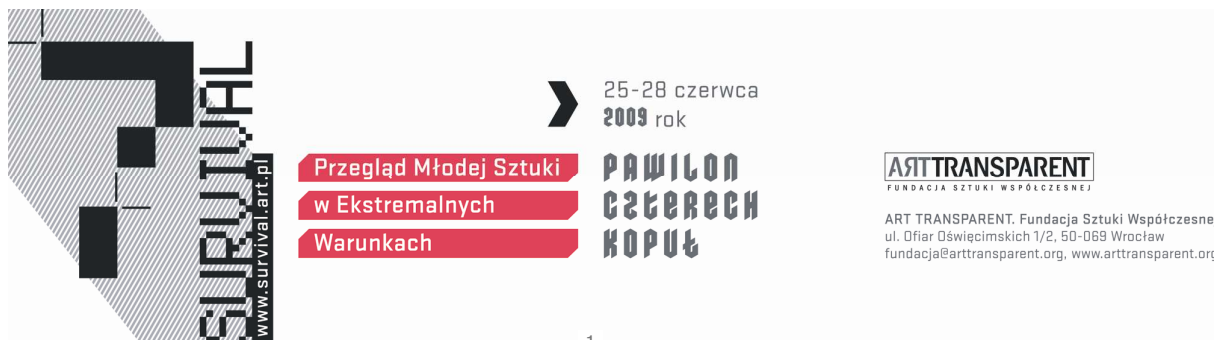 SURVIVAL
www.survival.art.pl
25-28 czerwca
2009 rok
Przegląd Młodej Sztuki
w Ekstremalnych
Warunkach
PAWILON
CZTERECH
KOPUŁ
ARTTRANSPARENT
FUNDACJA SZTUKI WSPÓŁCZESNEJ
ART TRANSPARENT. Fundacja Sztuki Współczesne
ul. Ofiar Oświęcimskich 1/2, 50-069 Wrocław
fundacja@arttransparent.org, www.arttransparent.org
1